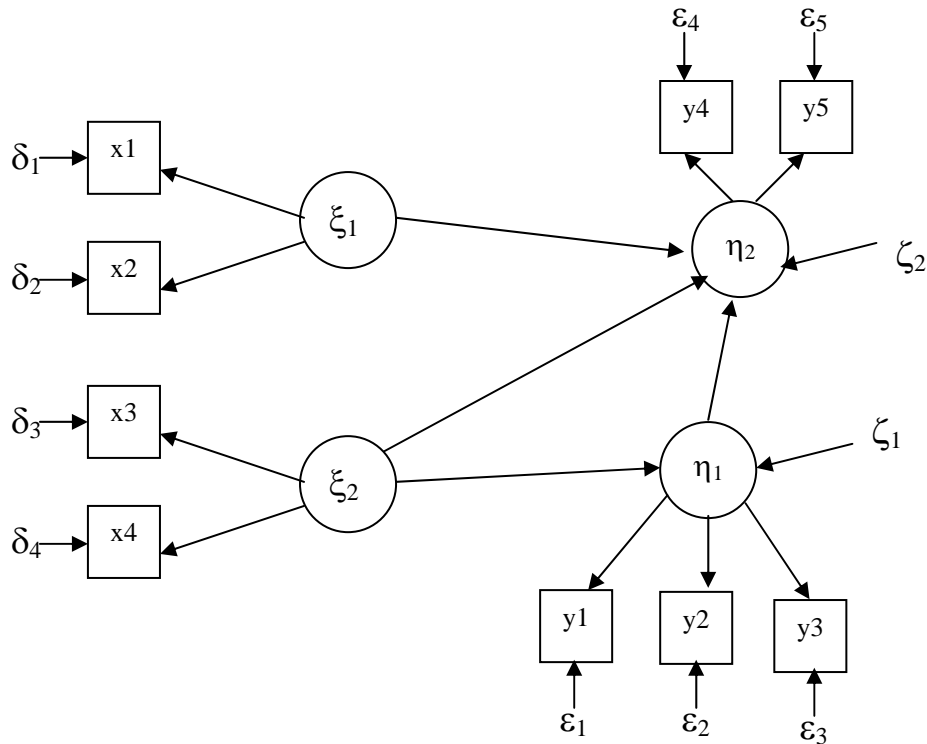 ε₄ ε₅
y4 y5
δ₁ x1
ξ₁
δ₂ x2
η₂
ζ₂
δ₃ x3
ζ₁
ξ₂
η₁
δ₄ x4
y1 y2 y3
ε₁ ε₂ ε₃